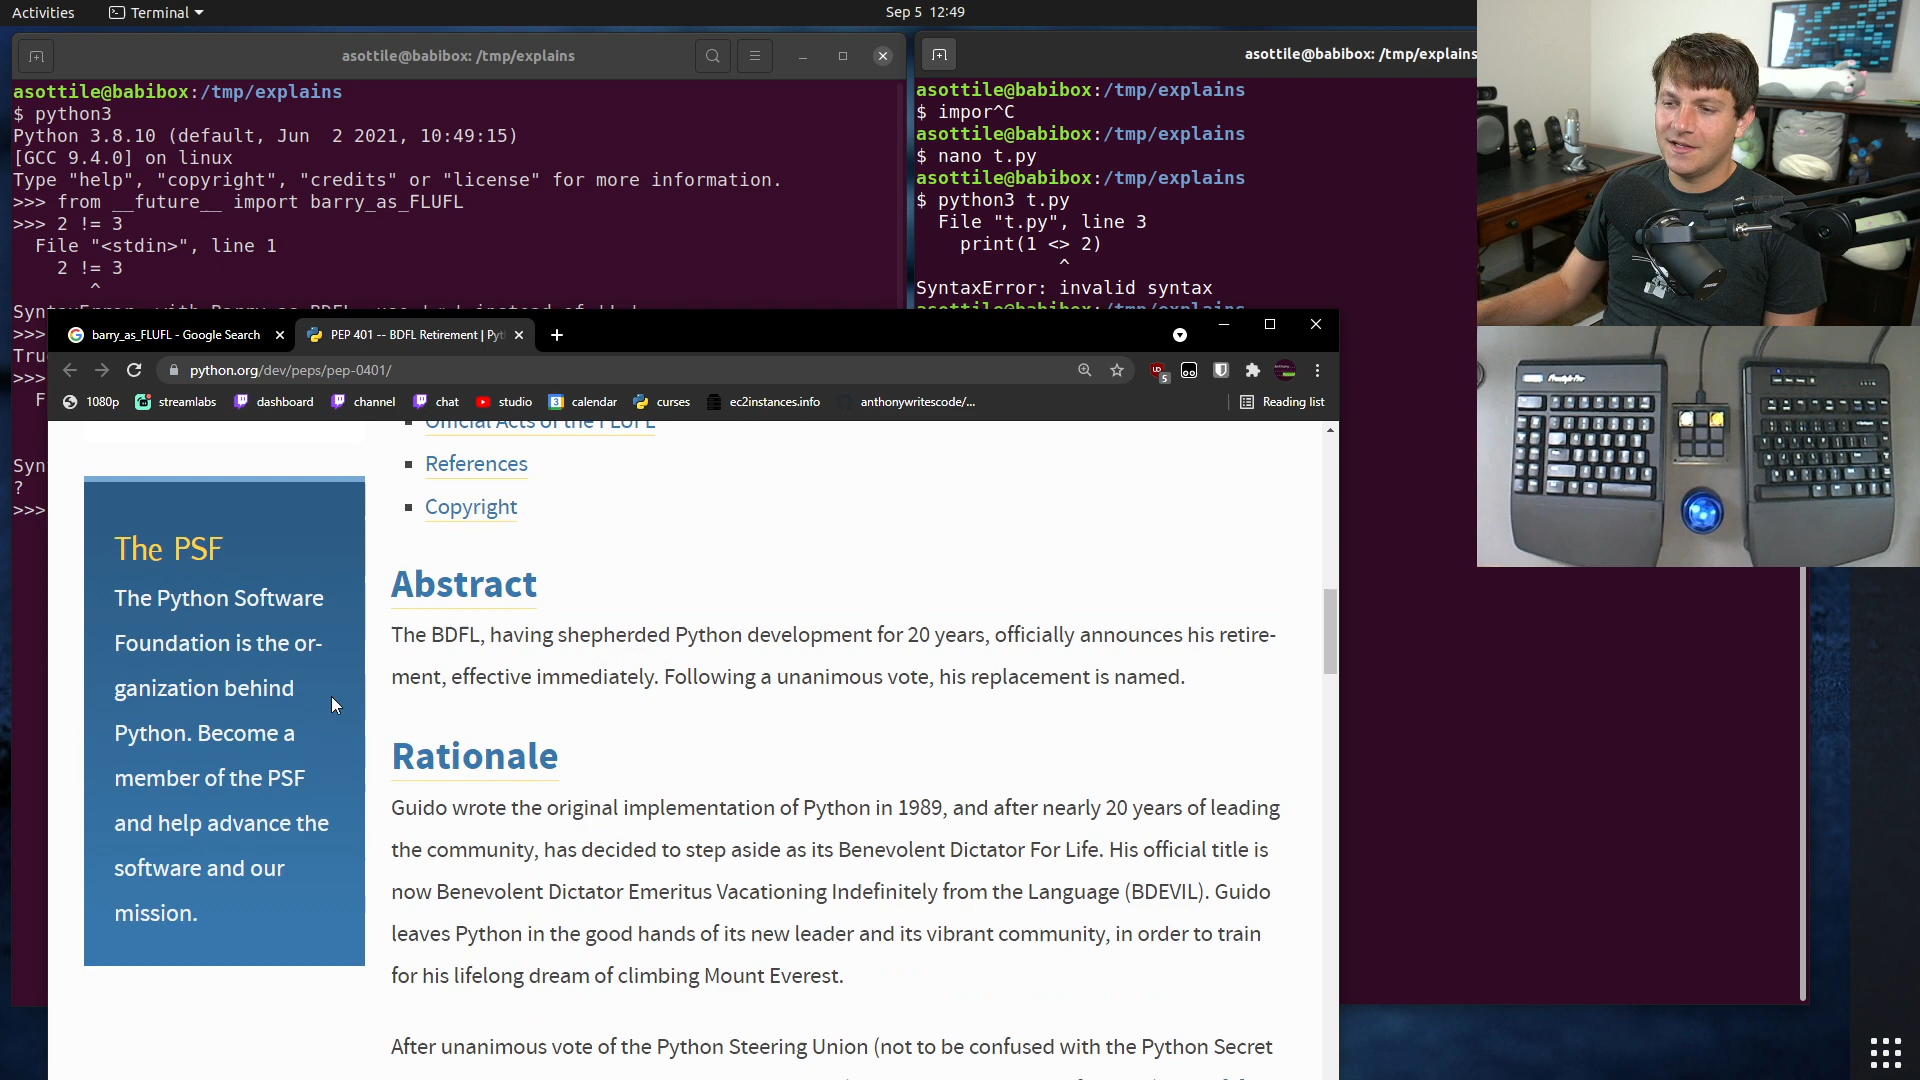 Activities
Terminal
Sep 5 12:49
asottile@babibox: /tmp/explains
asottile@babibox:/tmp/explains
$ python3
Python 3.8.10 (default, Jun  2 2021, 10:49:15)
[GCC 9.4.0] on linux
Type "help", "copyright", "credits" or "license" for more information.
>>> from __future__ import barry_as_FLUFL
>>> 2 != 3
File "<stdin>", line 1
2 != 3
^
>>>
Tru
>>>
F
Syn
?
>>>
asottile@babibox: /tmp/explains
asottile@babibox:/tmp/explains
$ impor^C
asottile@babibox:/tmp/explains
$ nano t.py
asottile@babibox:/tmp/explains
$ python3 t.py
File "t.py", line 3
print(1 <> 2)
^
SyntaxError: invalid syntax
asottile@babibox:/tmp/explains
barry_as_FLUFL - Google Search
PEP 401 -- BDFL Retirement | Pyt
python.org/dev/peps/pep-0401/
5
1080p
streamlabs
dashboard
channel
chat
studio
calendar
curses
ec2instances.info
anthonywritescode/...
Reading list
Official Acts of the FLUFL
References
Copyright
The PSF
The Python Software
Foundation is the or-
ganization behind
Python. Become a
member of the PSF
and help advance the
software and our
mission.
Abstract
The BDFL, having shepherded Python development for 20 years, officially announces his retire-
ment, effective immediately. Following a unanimous vote, his replacement is named.
Rationale
Guido wrote the original implementation of Python in 1989, and after nearly 20 years of leading
the community, has decided to step aside as its Benevolent Dictator For Life. His official title is
now Benevolent Dictator Emeritus Vacationing Indefinitely from the Language (BDEVIL). Guido
leaves Python in the good hands of its new leader and its vibrant community, in order to train
for his lifelong dream of climbing Mount Everest.
After unanimous vote of the Python Steering Union (not to be confused with the Python Secret